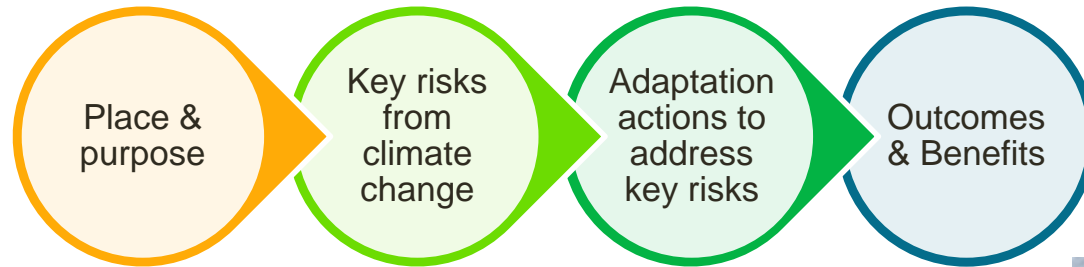 Place &
purpose
Key risks
from
climate
change
Adaptation
actions to
address
key risks
Outcomes
& Benefits